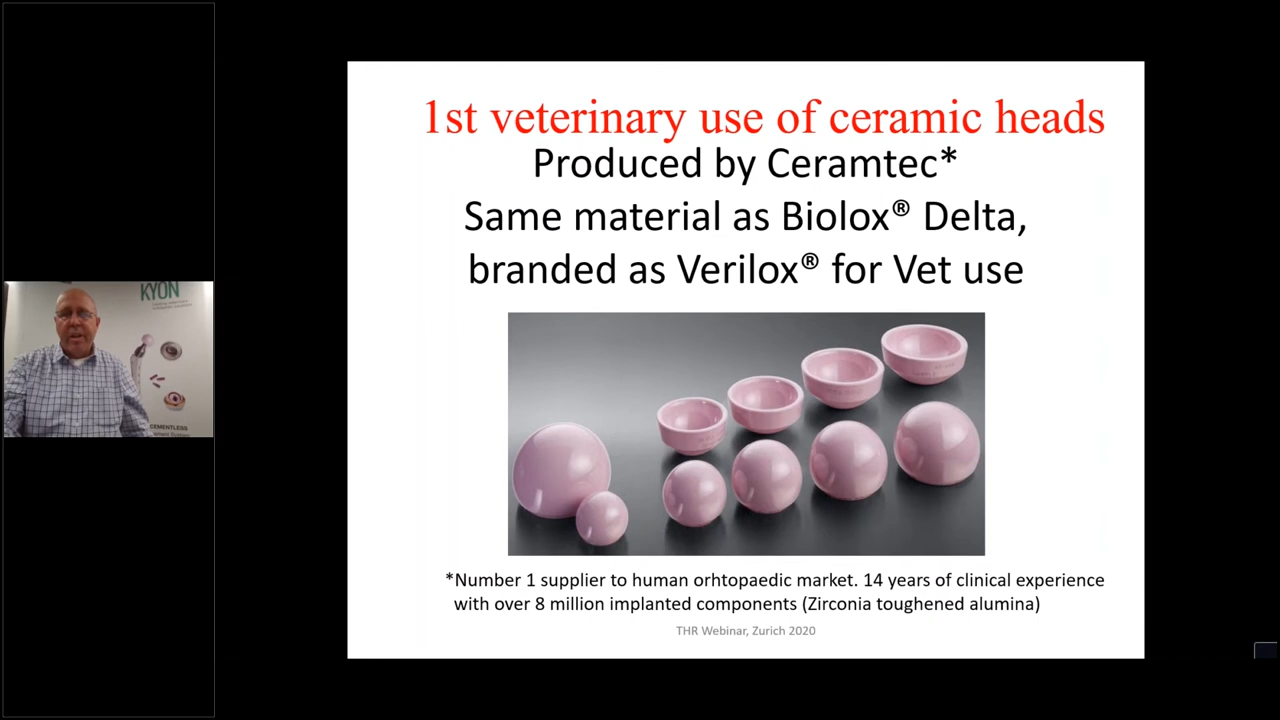 KYON
CEMENTLESS
1st veterinary use of ceramic heads
Produced by Ceramtec*
Same material as Biolox® Delta,
branded as Verilox® for Vet use
*Number 1 supplier to human orhtopaedic market. 14 years of clinical experience
with over 8 million implanted components (Zirconia toughened alumina)
THR Webinar, Zurich 2020